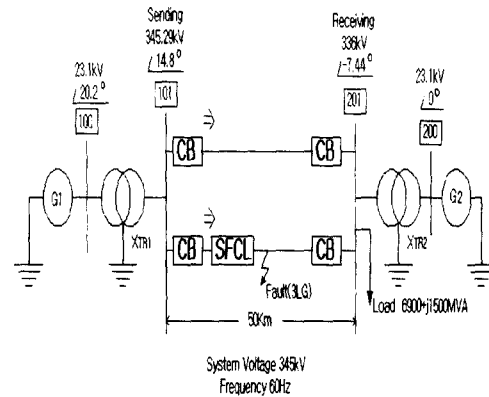 Sending
345.29kV
∠14.8°
101
Receiving
336kV
∠-7.44°
201
23.1kV
∠20.2°
100
23.1kV
∠0°
200
CB
CB
G1
G2
XTR1
XTR2
CB
SFCL
CB
Fault(3LG)
Load 6900+j1500MVA
50Km
System Voltage 345kV
Frequency 60Hz